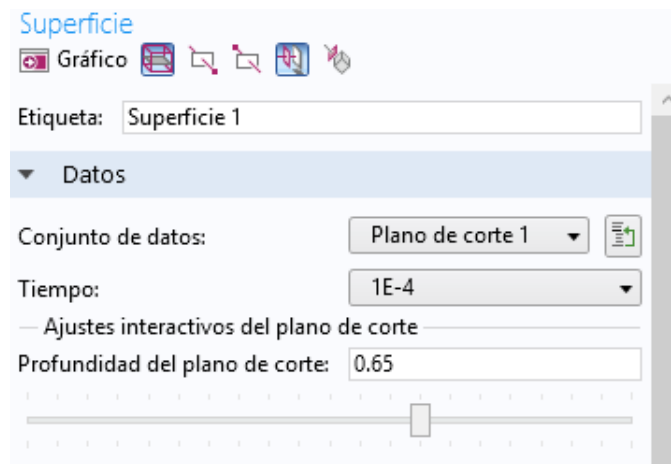 Superficie
Gráfico
Etiqueta: Superficie 1
Datos
Conjunto de datos: Plano de corte 1
Tiempo: 1E-4
Ajustes interactivos del plano de corte
Profundidad del plano de corte: 0.65